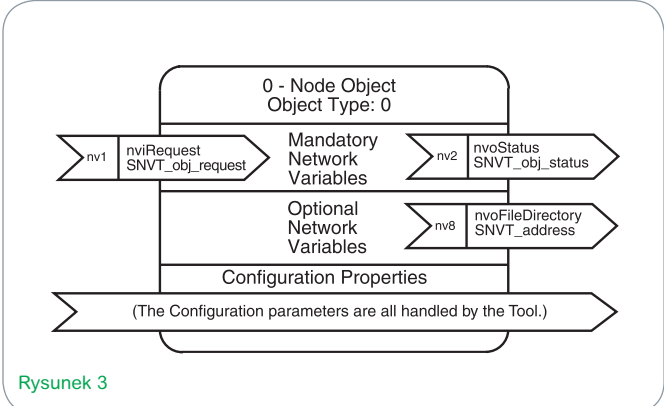 0 - Node Object
Object Type: 0
nv1
nviRequest
SNVT_obj_request
Mandatory
Network
Variables
nv2
nvoStatus
SNVT_obj_status
Optional
Network
Variables
nv8
nvoFileDirectory
SNVT_address
Configuration Properties
(The Configuration parameters are all handled by the Tool.)
Rysunek 3